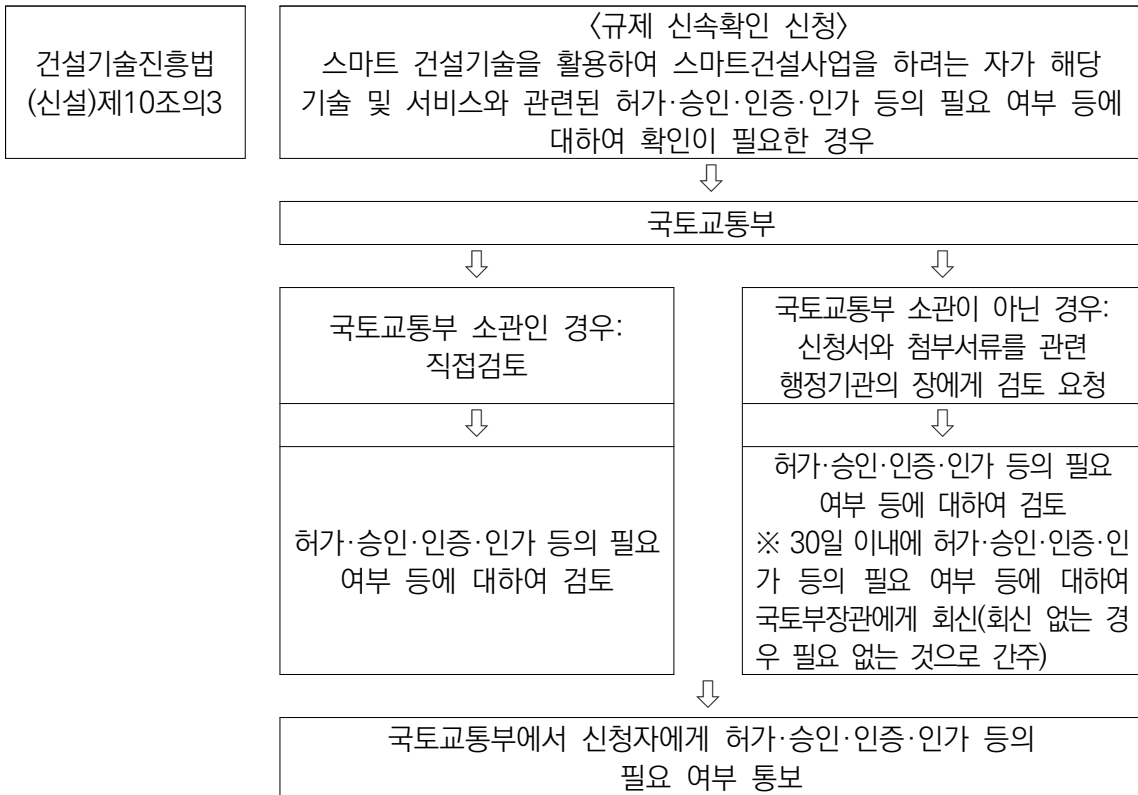 건설기술진흥법
(신설)제10조의3
〈규제 신속확인 신청〉
스마트 건설기술을 활용하여 스마트건설사업을 하려는 자가 해당
기술 및 서비스와 관련된 허가·승인·인증·인가 등의 필요 여부 등에
대하여 확인이 필요한 경우
⇩
국토교통부
⇩ ⇩
국토교통부 소관인 경우:
직접검토
국토교통부 소관이 아닌 경우:
신청서와 첨부서류를 관련
행정기관의 장에게 검토 요청
⇩ ⇩
허가·승인·인증·인가 등의 필요
여부 등에 대하여 검토
허가·승인·인증·인가 등의 필요
여부 등에 대하여 검토
※ 30일 이내에 허가·승인·인증·인
가 등의 필요 여부 등에 대하여
국토부장관에게 회신(회신 없는 경
우 필요 없는 것으로 간주)
⇩
국토교통부에서 신청자에게 허가·승인·인증·인가 등의
필요 여부 통보